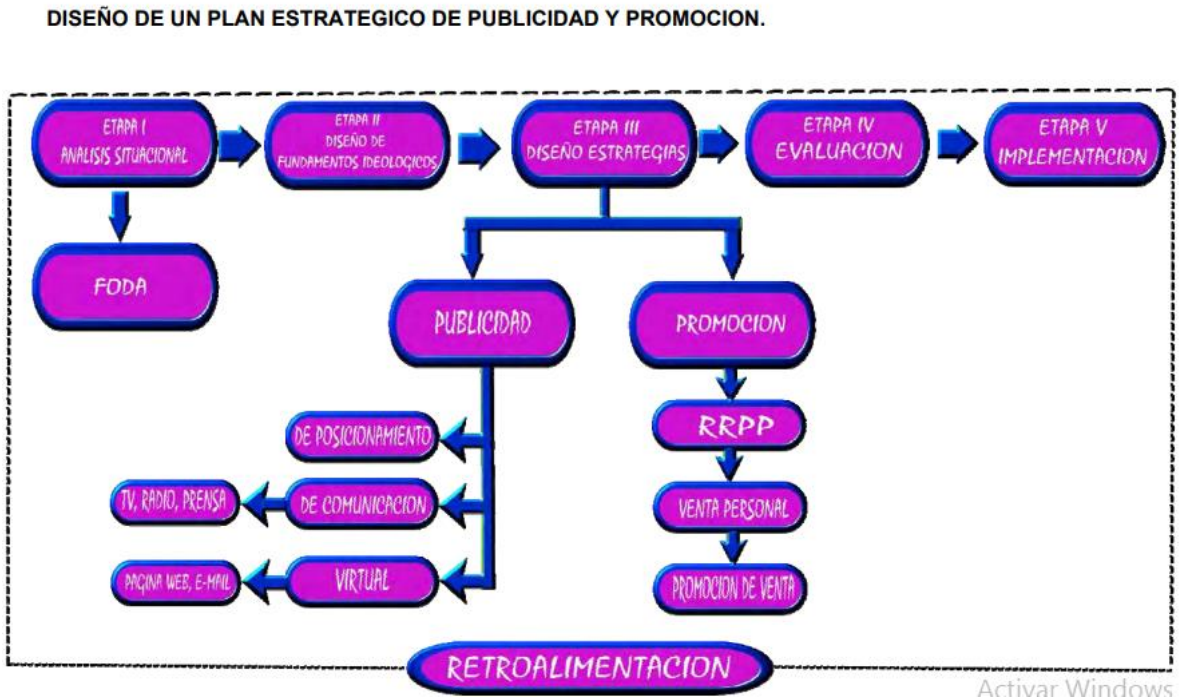 DISEÑO DE UN PLAN ESTRATEGICO DE PUBLICIDAD Y PROMOCION.
ETAPA I
ANALISIS SITUACIONAL
ETAPA II
DISEÑO DE
FUNDAMENTOS IDEOLOGICOS
ETAPA III
DISEÑO ESTRATEGIAS
ETAPA IV
EVALUACION
ETAPA V
IMPLEMENTACION
FODA
PUBLICIDAD
PROMOCION
DE POSICIONAMIENTO
RRPP
TV, RADIO, PRENSA
DE COMUNICACION
VENTA PERSONAL
PAGINA WEB, E-MAIL
VIRTUAL
PROMOCION DE VENTA
RETROALIMENTACION
Activar Windows